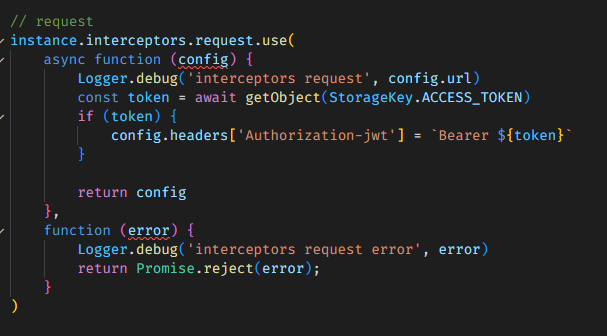 // request
instance.interceptors.request.use(
    async function (config) {
        Logger.debug('interceptors request', config.url)
        const token = await getObject(StorageKey.ACCESS_TOKEN)
        if (token) {
            config.headers['Authorization-jwt'] = `Bearer ${token}`
        }

        return config
    },
    function (error) {
        Logger.debug('interceptors request error', error)
        return Promise.reject(error);
    }
)